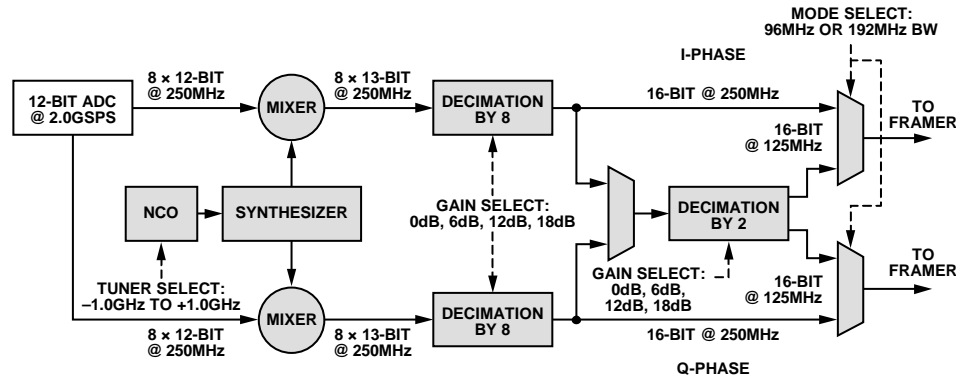 MODE SELECT:
96MHz OR 192MHz BW
I-PHASE
8 × 12-BIT
@ 250MHz
8 × 13-BIT
@ 250MHz
12-BIT ADC
@ 2.0GSPS
MIXER
DECIMATION
BY 8
16-BIT @ 250MHz
TO
FRAMER
16-BIT
@ 125MHz
NCO
SYNTHESIZER
GAIN SELECT:
0dB, 6dB, 12dB, 18dB
DECIMATION
BY 2
TUNER SELECT:
–1.0GHz TO +1.0GHz
GAIN SELECT:
0dB, 6dB,
12dB, 18dB
TO
FRAMER
16-BIT
@ 125MHz
MIXER
DECIMATION
BY 8
8 × 12-BIT
@ 250MHz
8 × 13-BIT
@ 250MHz
16-BIT @ 250MHz
Q-PHASE